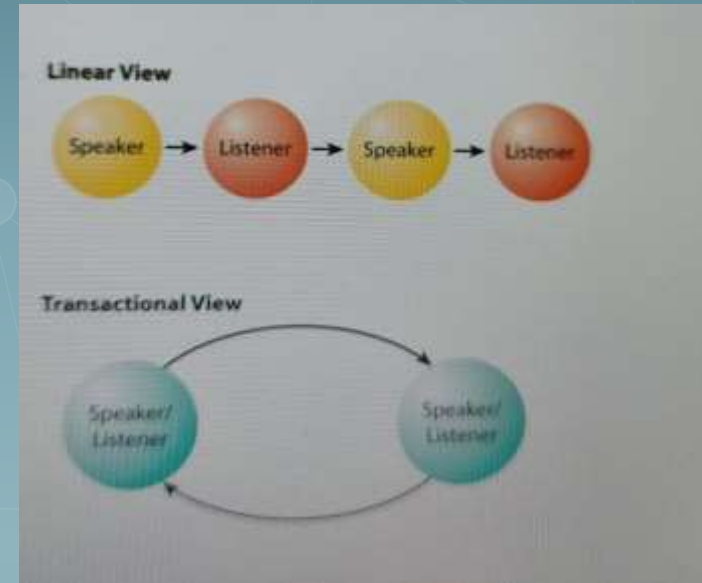 Linear View
Speaker
Listener
Speaker
Listener
Transactional View
Speaker/
Listener
Speaker/
Listener